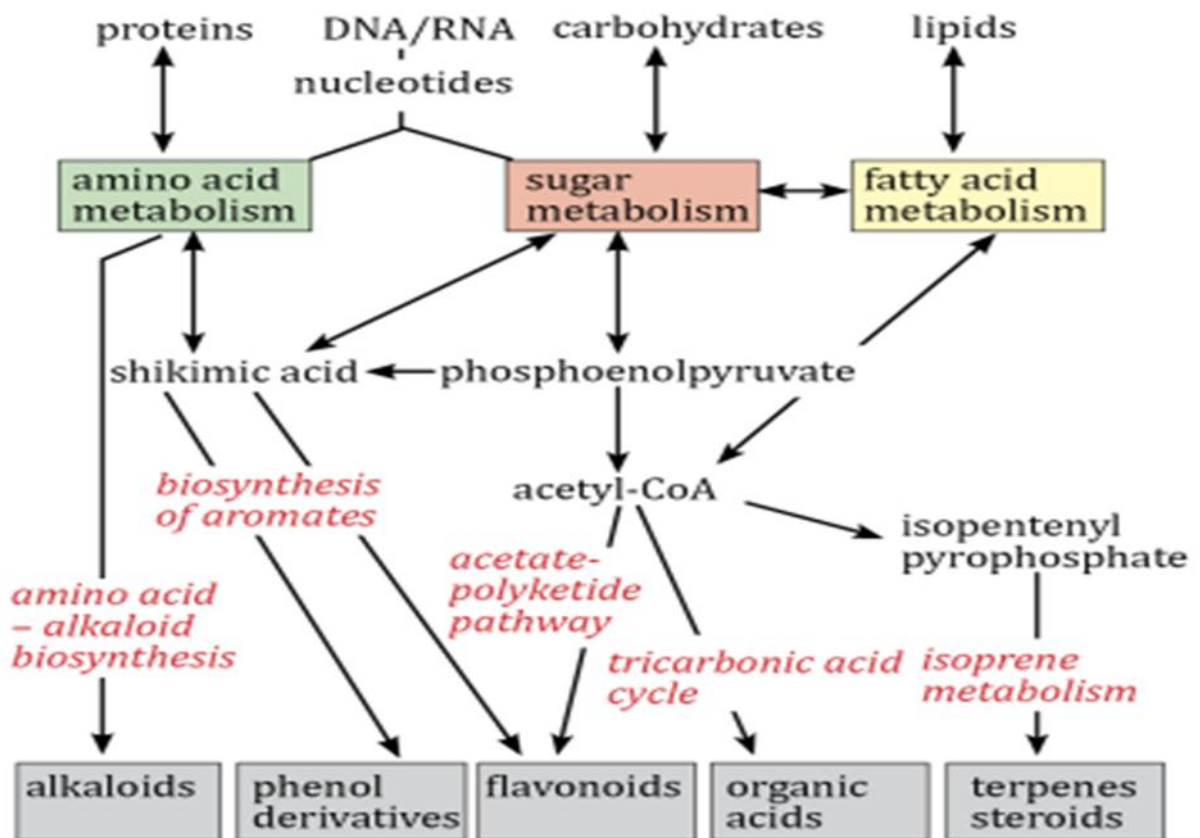 proteins
DNA/RNA
carbohydrates
lipids
nucleotides
amino acid
metabolism
sugar
metabolism
fatty acid
metabolism
shikimic acid
phosphoenolpyruvate
biosynthesis
of aromates
acetyl-CoA
isopentenyl
pyrophosphate
acetate-
polyketide
pathway
amino acid
– alkaloid
biosynthesis
tricarbonic acid
cycle
isoprene
metabolism
alkaloids
phenol
derivatives
flavonoids
organic
acids
terpenes
steroids